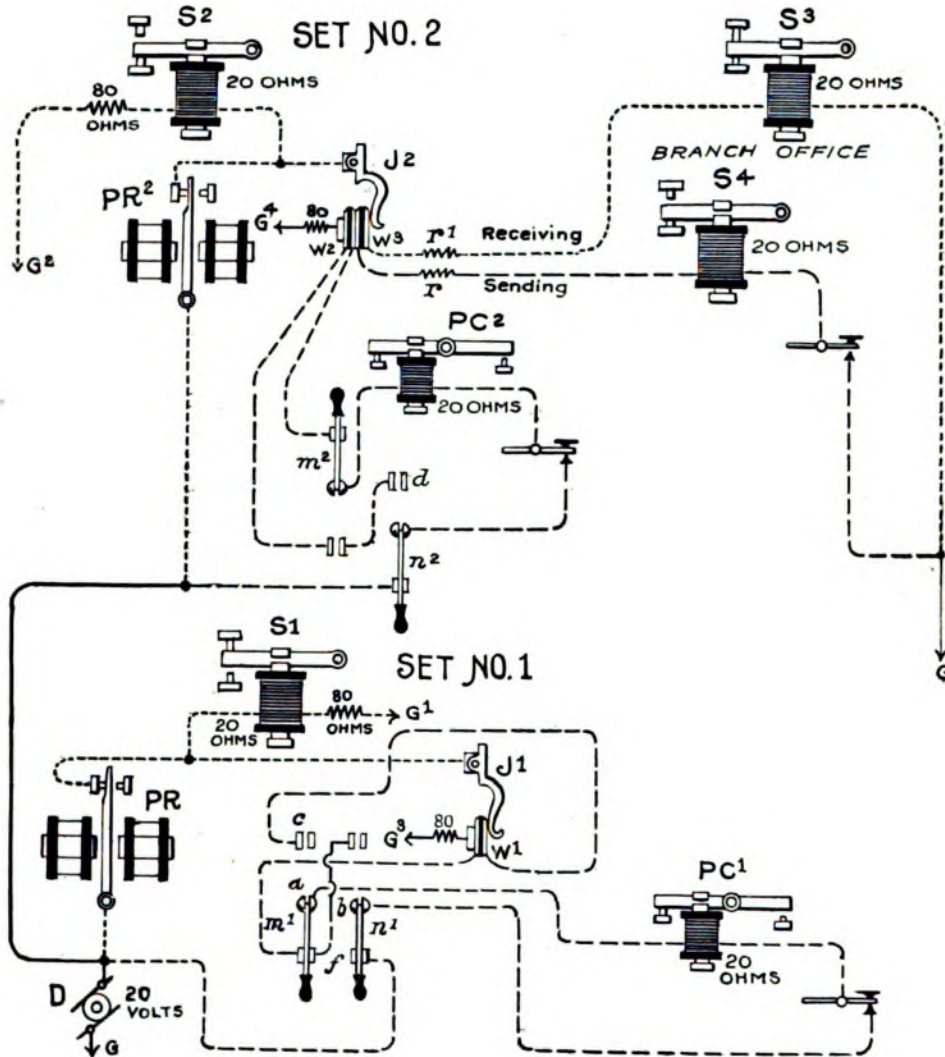 S2
SET NO. 2
S3
20 OHMS
80
OHMS
20 OHMS
J2
BRANCH OFFICE
S4
PR2
G4
80
W2
W3
r1
Receiving
20 OHMS
G2
r
Sending
PC2
20 OHMS
m2
d
n2
S1
SET NO. 1
80
OHMS
G1
20
OHMS
G
J1
PR
c
G3
80
W1
a
b
PC1
m1
n1
f
20
OHMS
D
20
VOLTS
G